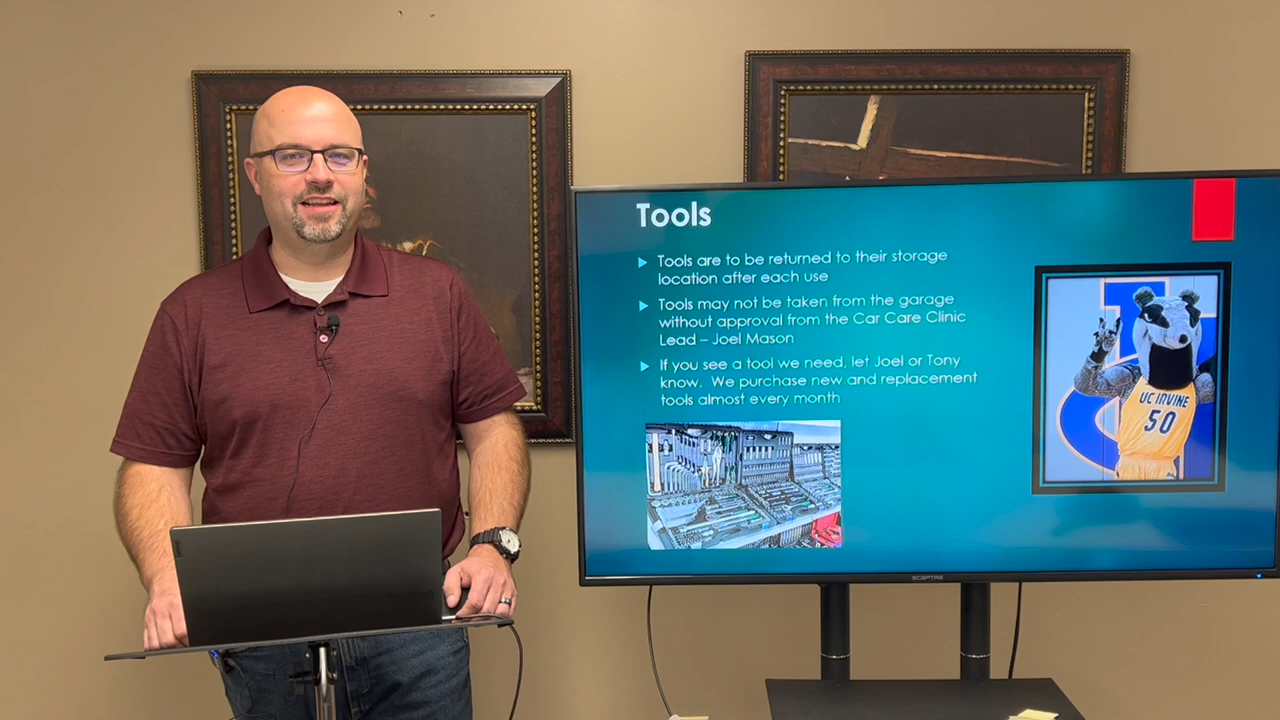 Tools
Tools are to be returned to their storage
location after each use
Tools may not be taken from the garage
without approval from the Car Care Clinic
Lead – Joel Mason
If you see a tool we need, let Joel or Tony
know. We purchase new and replacement
tools almost every month
UC IRVINE
50
SCEPTRE